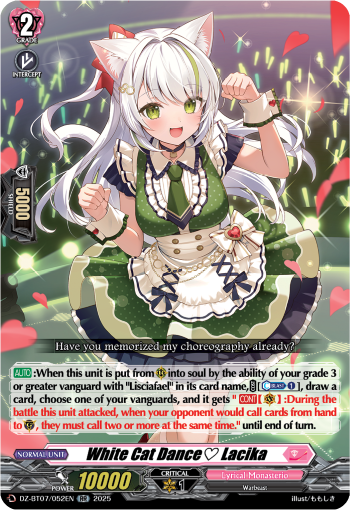 2
GRADE
INTERCEPT
5000
SHIELD
Have you memorized my choreography already?
AUTO :When this unit is put from into soul by the ability of your grade 3
or greater vanguard with "Lisciafael" in its card name, [ 1 ], draw a
card, choose one of your vanguards, and it gets " CONT [ ] :During the
battle this unit attacked, when your opponent would call cards from hand
to , they must call two or more at the same time." until end of turn.
NORMAL UNIT
White Cat Dance♡ Lacika
POWER 10000
CRITICAL
1
Lyrical Monasterio
Warbeast
DZ-BT07/052EN RR 2025
illust/ももしき